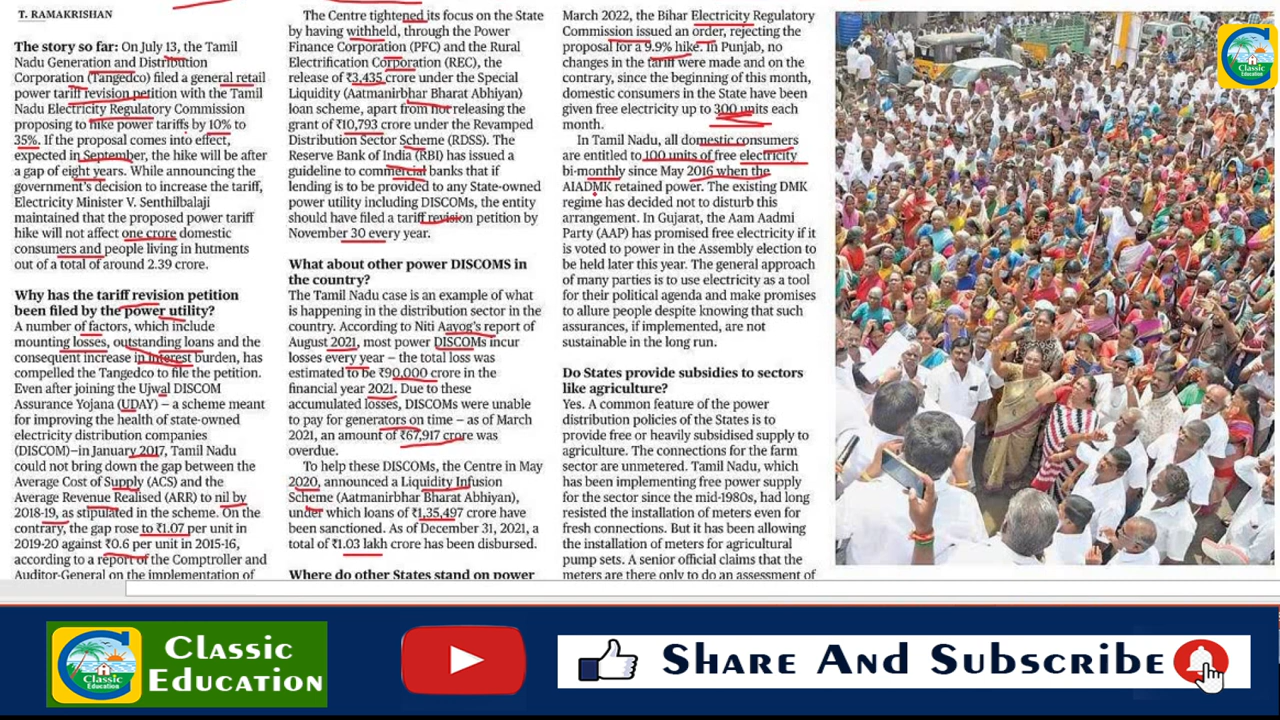 T. RAMAKRISHAN
The story so far: On July 13, the Tamil
Nadu Generation and Distribution
Corporation (Tangedco) filed a general retail
power tariff revision petition with the Tamil
Nadu Electricity Regulatory Commission
proposing to hike power tariffs by 10% to
35%. If the proposal comes into effect,
expected in September, the hike will be after
a gap of eight years. While announcing the
government's decision to increase the tariff,
Electricity Minister V. Senthilbalaji
maintained that the proposed power tariff
hike will not affect one crore domestic
consumers and people living in hutments
out of a total of around 2.39 crore.
Why has the tariff revision petition
been filed by the power utility?
A number of factors, which include
mounting losses, outstanding loans and the
consequent increase in interest burden, has
compelled the Tangedco to file the petition.
Even after joining the Ujwal DISCOM
Assurance Yojana (UDAY) – a scheme meant
for improving the health of state-owned
electricity distribution companies
(DISCOM)–in January 2017, Tamil Nadu
could not bring down the gap between the
Average Cost of Supply (ACS) and the
Average Revenue Realised (ARR) to nil by
2018-19, as stipulated in the scheme. On the
contrary, the gap rose to ₹1.07 per unit in
2019-20 against ₹0.6 per unit in 2015-16,
according to a report of the Comptroller and
Auditor-General on the implementation of
The Centre tightened its focus on the State
by having withheld, through the Power
Finance Corporation (PFC) and the Rural
Electrification Corporation (REC), the
release of ₹3,435 crore under the Special
Liquidity (Aatmanirbhar Bharat Abhiyan)
loan scheme, apart from not releasing the
grant of ₹10,793 crore under the Revamped
Distribution Sector Scheme (RDSS). The
Reserve Bank of India (RBI) has issued a
guideline to commercial banks that if
lending is to be provided to any State-owned
power utility including DISCOMS, the entity
should have filed a tariff revision petition by
November 30 every year.
What about other power DISCOMS in
the country?
The Tamil Nadu case is an example of what
is happening in the distribution sector in the
country. According to Niti Aayog's report of
August 2021, most power DISCOMs incur
losses every year – the total loss was
estimated to be ₹90,000 crore in the
financial year 2021. Due to these
accumulated losses, DISCOMs were unable
to pay for generators on time – as of March
2021, an amount of ₹67,917 crore was
overdue.
To help these DISCOMs, the Centre in May
2020, announced a Liquidity Infusion
Scheme (Aatmanirbhar Bharat Abhiyan),
under which loans of ₹1,35,497 crore have
been sanctioned. As of December 31, 2021, a
total of ₹1.03 lakh crore has been disbursed.
Where do other States stand on power
March 2022, the Bihar Electricity Regulatory
Commission issued an order, rejecting the
proposal for a 9.9% hike. In Punjab, no
changes in the tariff were made and on the
contrary, since the beginning of this month,
domestic consumers in the State have been
given free electricity up to 300 units each
month.
In Tamil Nadu, all domestic consumers
are entitled to 100 units of free electricity
bi-monthly since May 2016 when the
AIADMK retained power. The existing DMK
regime has decided not to disturb this
arrangement. In Gujarat, the Aam Aadmi
Party (AAP) has promised free electricity if it
is voted to power in the Assembly election to
be held later this year. The general approach
of many parties is to use electricity as a tool
for their political agenda and make promises
to allure people despite knowing that such
assurances, if implemented, are not
sustainable in the long run.
Do States provide subsidies to sectors
like agriculture?
Yes. A common feature of the power
distribution policies of the States is to
provide free or heavily subsidised supply to
agriculture. The connections for the farm
sector are unmetered. Tamil Nadu, which
has been implementing free power supply
for the sector since the mid-1980s, had long
resisted the installation of meters even for
fresh connections. But it has been allowing
the installation of meters for agricultural
pump sets. A senior official claims that the
meters are there only to do an assessment of
Classic
Education
Classic
Classic
Education
Education
Share And Subscribe